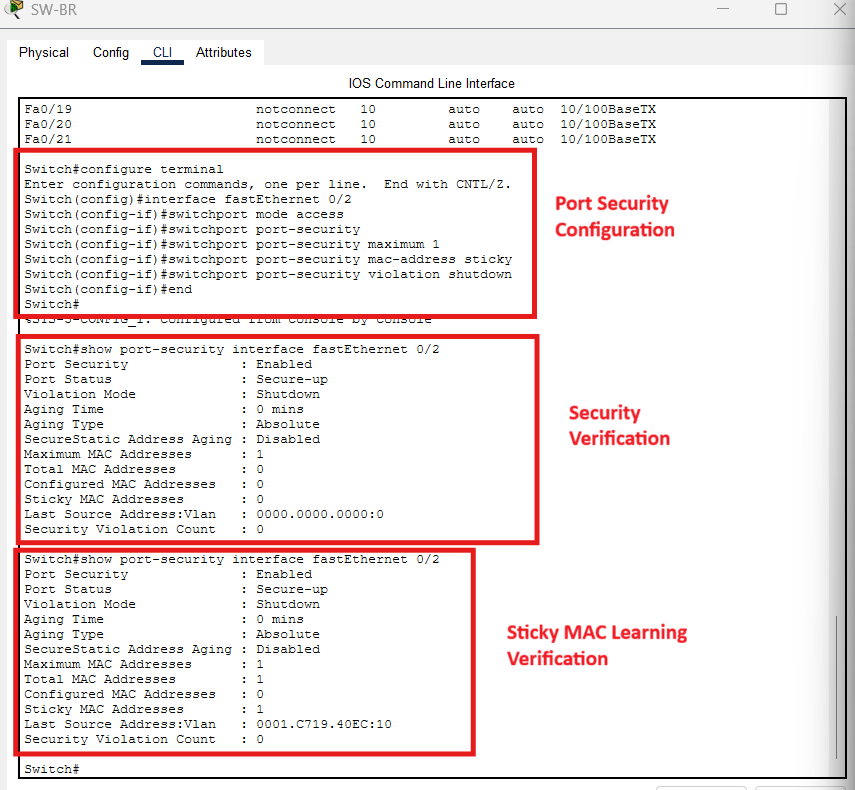 SW-BR
Physical Config CLI Attributes
IOS Command Line Interface
Fa0/19 notconnect 10 auto auto 10/100BaseTX
Fa0/20 notconnect 10 auto auto 10/100BaseTX
Fa0/21 notconnect 10 auto auto 10/100BaseTX
Switch#configure terminal
Enter configuration commands, one per line. End with CNTL/Z.
Switch(config)#interface fastEthernet 0/2
Switch(config-if)#switchport mode access
Switch(config-if)#switchport port-security
Switch(config-if)#switchport port-security maximum 1
Switch(config-if)#switchport port-security mac-address sticky
Switch(config-if)#switchport port-security violation shutdown
Switch(config-if)#end
Switch#
Port Security
Configuration
%SYS-5-CONFIG_I: Configured from console by console
Switch#show port-security interface fastEthernet 0/2
Port Security : Enabled
Port Status : Secure-up
Violation Mode : Shutdown
Aging Time : 0 mins
Aging Type : Absolute
SecureStatic Address Aging : Disabled
Maximum MAC Addresses : 1
Total MAC Addresses : 0
Configured MAC Addresses : 0
Sticky MAC Addresses : 0
Last Source Address:Vlan : 0000.0000.0000:0
Security Violation Count : 0
Security
Verification
Switch#show port-security interface fastEthernet 0/2
Port Security : Enabled
Port Status : Secure-up
Violation Mode : Shutdown
Aging Time : 0 mins
Aging Type : Absolute
SecureStatic Address Aging : Disabled
Maximum MAC Addresses : 1
Total MAC Addresses : 1
Configured MAC Addresses : 0
Sticky MAC Addresses : 1
Last Source Address:Vlan : 0001.C719.40EC:10
Security Violation Count : 0
Sticky MAC Learning
Verification
Switch#